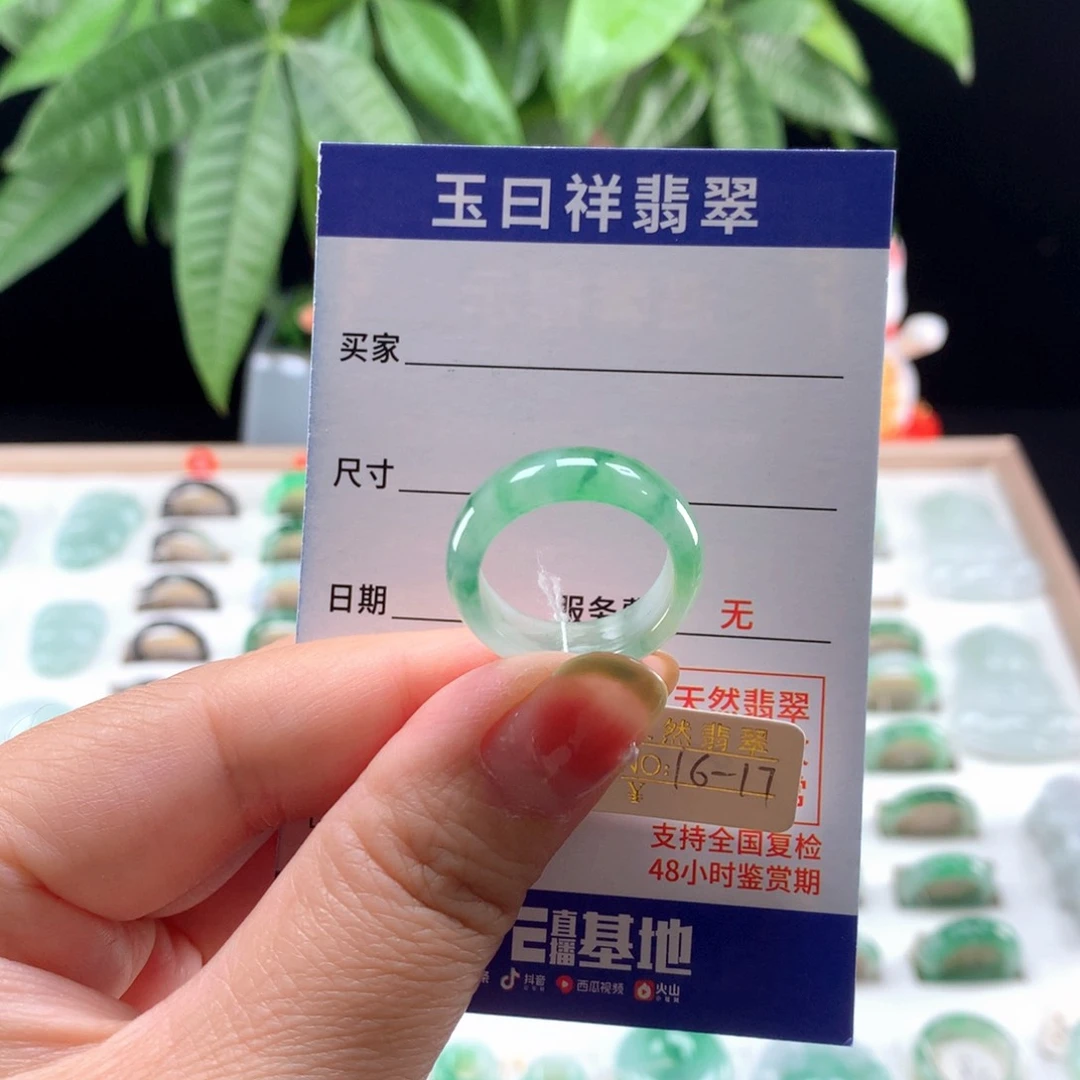 玉曰祥翡翠
买家
尺寸
日期
服务
无
天然翡翠
然翡翠
NO:16-17
支持全国复检
48小时鉴赏期
直播基地
抖音
西瓜视频
火山